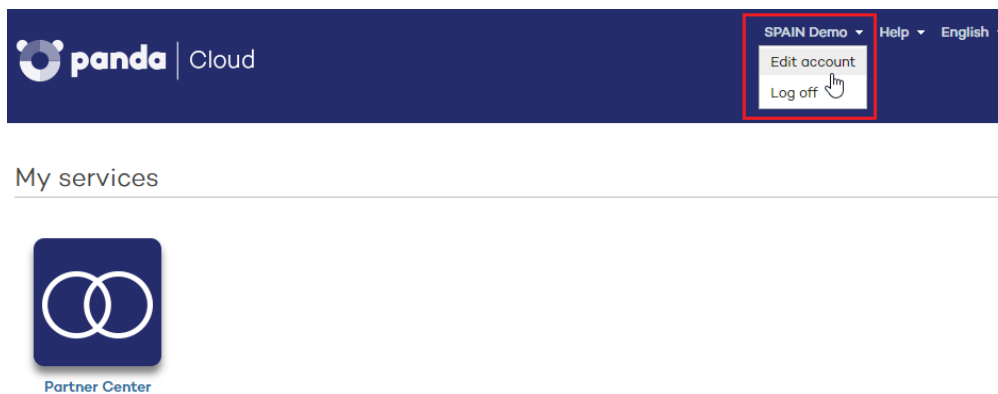 panda Cloud
SPAIN Demo Help English
Edit account
Log off
My services
Partner Center